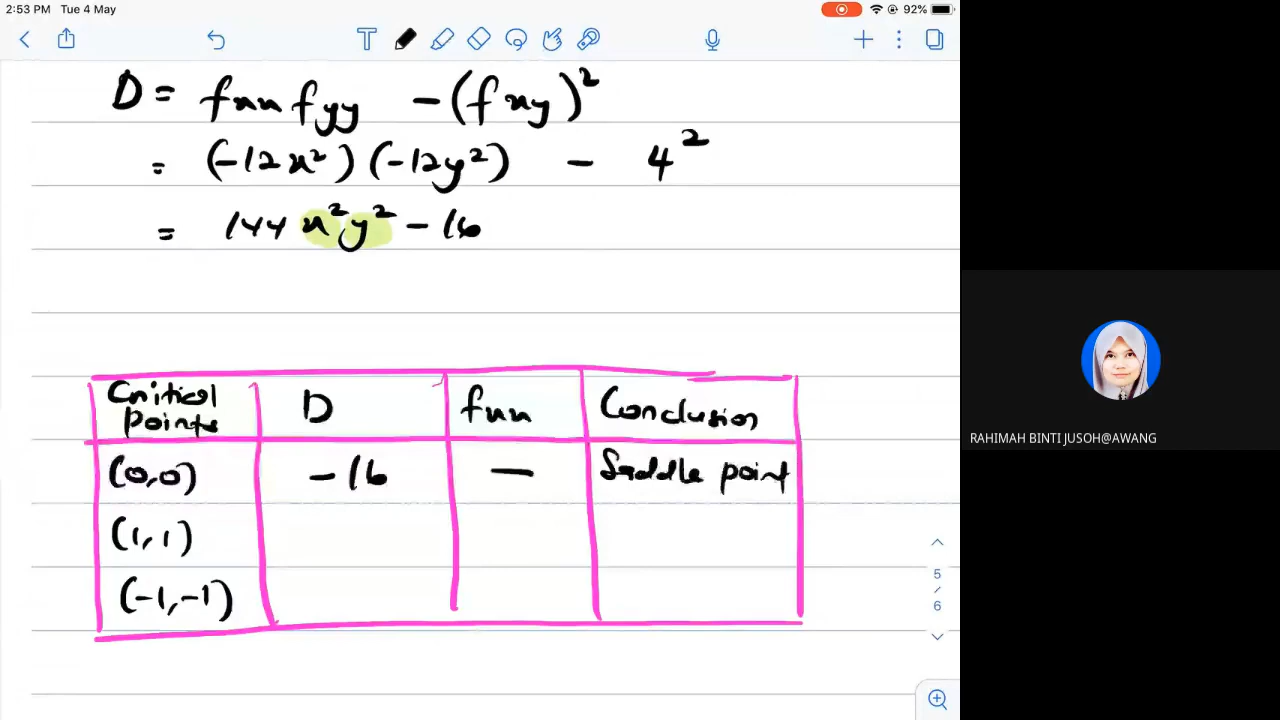 2:53 PM Tue 4 May 92%
D = fxx fyy - (fxy)²
= (-12x²)(-12y²) - 4²
= 144x²y² - 16
Critical points D fxx Conclusion
(0,0) -16 — Saddle point
(1,1)
(-1,-1)
5
/
6
RAHIMAH BINTI JUSOH@AWANG